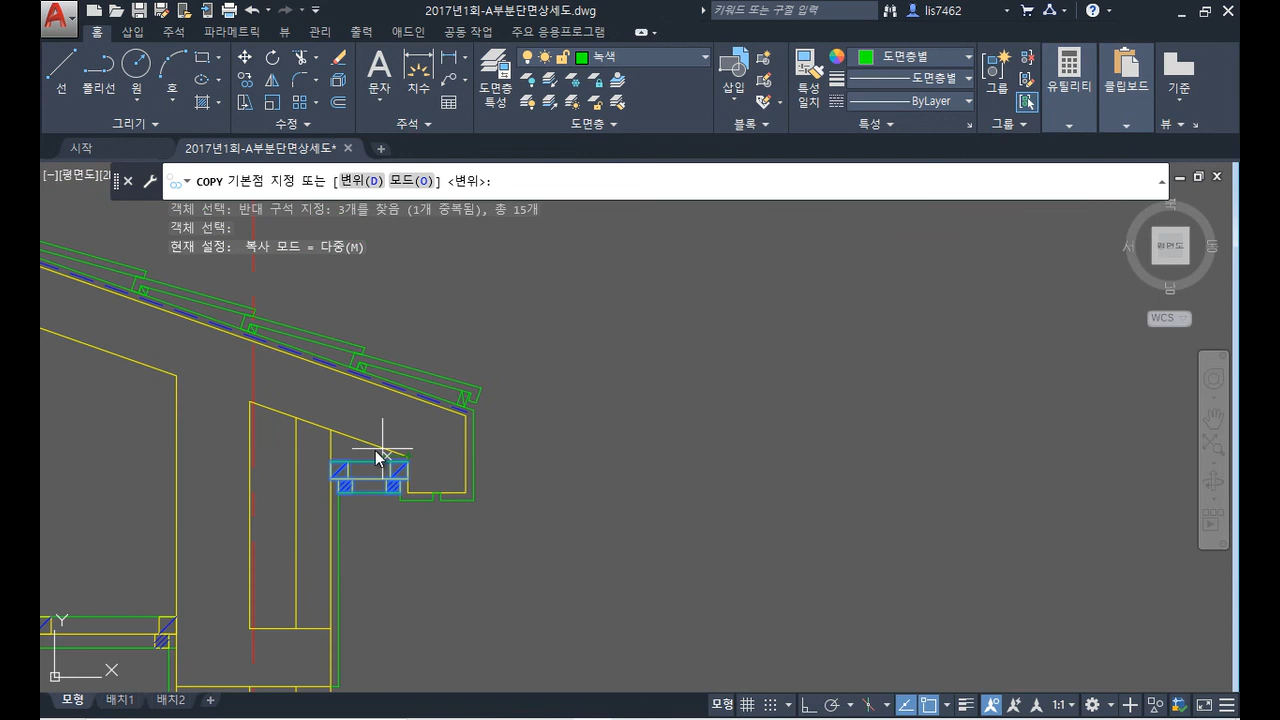 2017년1회-A부분단면상세도.dwg
키워드 또는 구절 입력
lis7462
홈 삽입 주석 파라메트릭 뷰 관리 출력 애드인 공동 작업 주요 응용프로그램
선 폴리선 원 호
문자 치수
도면층 특성
녹색
삽입
특성 일치
도면층별
도면층별
ByLayer
그룹
유틸리티
클립보드
기준
그리기 수정 주석 도면층 블록 특성 그룹 뷰
시작 2017년1회-A부분단면상세도*
[−][평면도]
COPY 기본점 지정 또는 [변위(D) 모드(O)] <변위>:
객체 선택: 반대 구석 지정: 3개를 찾음 (1개 중복됨), 총 15개
객체 선택:
현재 설정: 복사 모드 = 다중(M)
북
서 평면도 동
남
WCS
Y
X
모형 배치1 배치2
모형 1:1